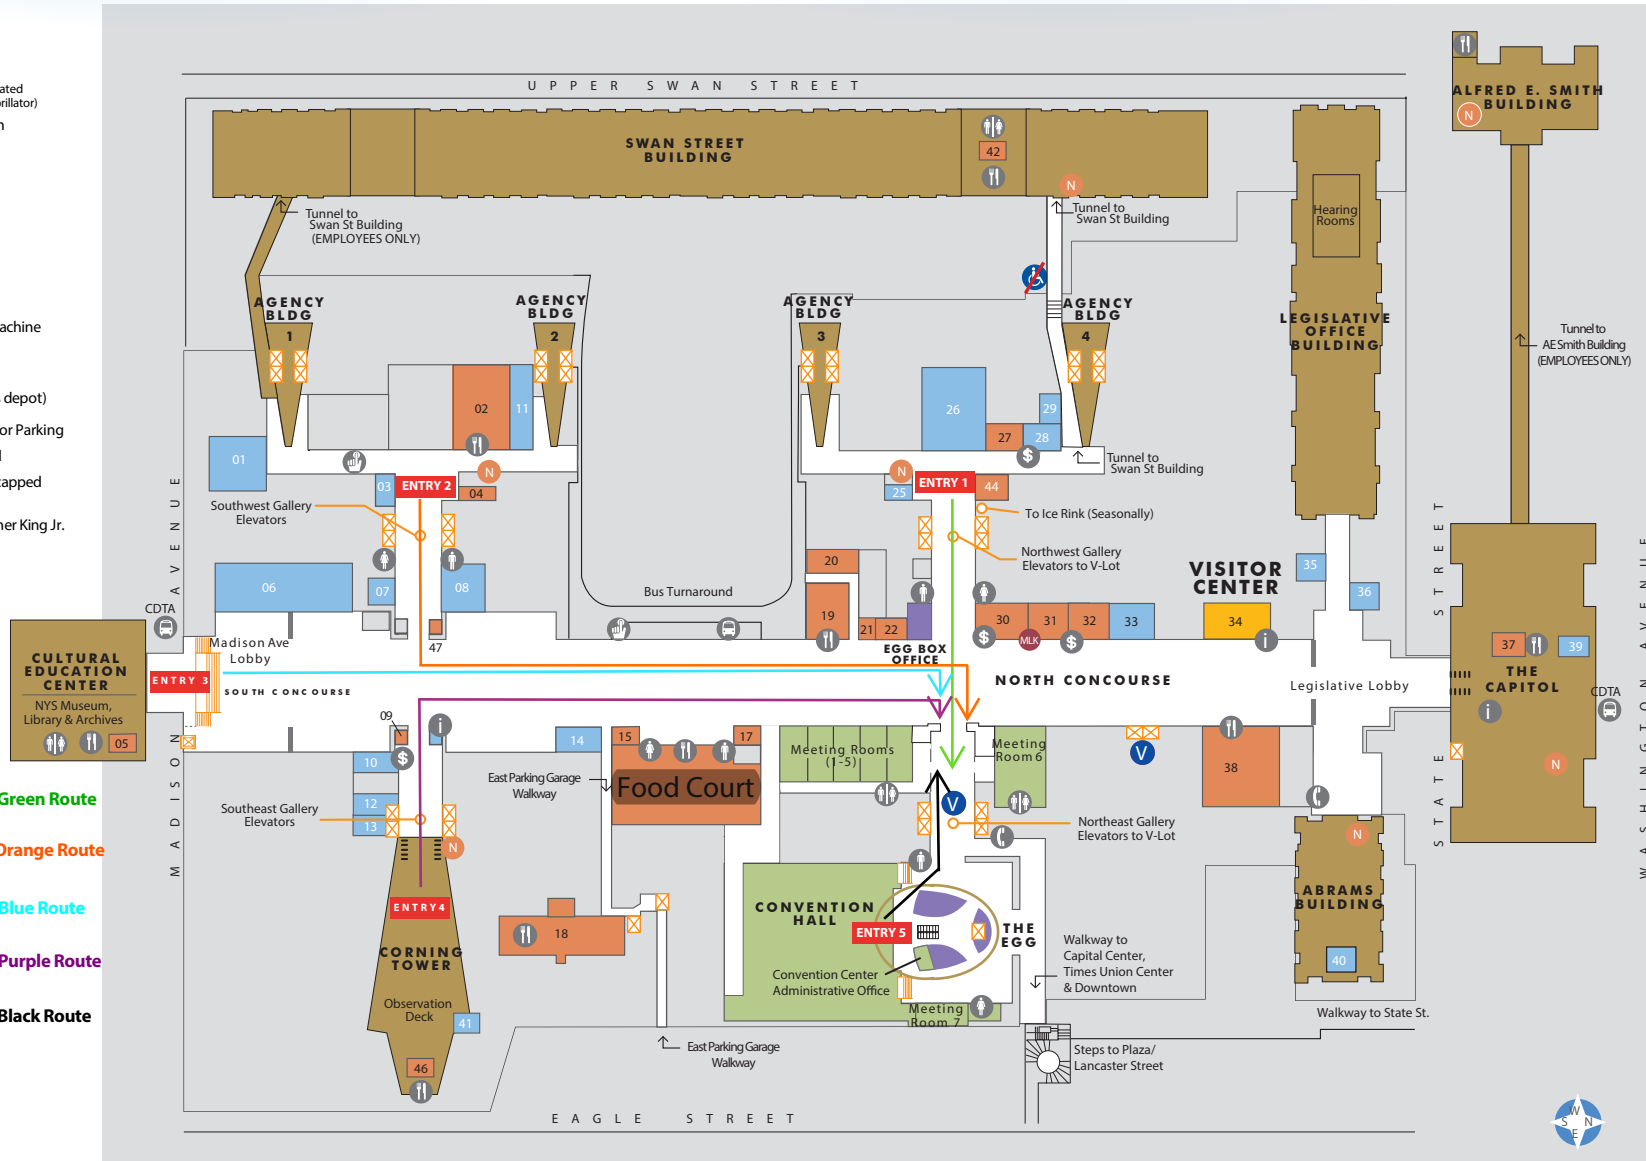 UPPER SWAN STREET
ALFRED E. SMITH
BUILDING
N
SWAN STREET
BUILDING
42
N
Tunnel to
Swan St Building
(EMPLOYEES ONLY)
Tunnel to
Swan St Building
Hearing
Rooms
AGENCY
BLDG
1
AGENCY
BLDG
2
AGENCY
BLDG
3
AGENCY
BLDG
4
LEGISLATIVE
OFFICE
BUILDING
Tunnel to
AE Smith Building
(EMPLOYEES ONLY)
achine
depot)
or Parking
capped
her King Jr.
01
02
11
03
ENTRY 2
N
04
26
27
28
29
$
Tunnel to
Swan St Building
N
25
ENTRY 1
44
To Ice Rink (Seasonally)
Southwest Gallery
Elevators
Northwest Gallery
Elevators to V-Lot
VISITOR
CENTER
MADISON AVENUE
STATE STREET
WASHINGTON AVENUE
06
07
08
47
Bus Turnaround
20
19
21
22
EGG BOX
OFFICE
30
31
32
33
34
i
$
MLK
$
35
36
CDTA
CULTURAL
EDUCATION
CENTER
NYS Museum,
Library & Archives
05
Madison Ave
Lobby
ENTRY 3
SOUTH CONCOURSE
NORTH CONCOURSE
Legislative Lobby
37
39
THE
CAPITOL
i
CDTA
N
09
i
$
10
12
13
14
15
17
Food Court
East Parking Garage
Walkway
Meeting Rooms
(1-5)
Meeting
Room 6
V
38
Green Route
Orange Route
Blue Route
Purple Route
Black Route
Southeast Gallery
Elevators
N
V
Northeast Gallery
Elevators to V-Lot
N
ENTRY 4
CORNING
TOWER
Observation
Deck
41
46
18
CONVENTION
HALL
ENTRY 5
THE
EGG
Convention Center
Administrative Office
Meeting
Room 7
Walkway to
Capital Center,
Times Union Center
& Downtown
ABRAMS
BUILDING
40
Walkway to State St.
East Parking Garage
Walkway
Steps to Plaza/
Lancaster Street
EAGLE STREET
W
S N
E